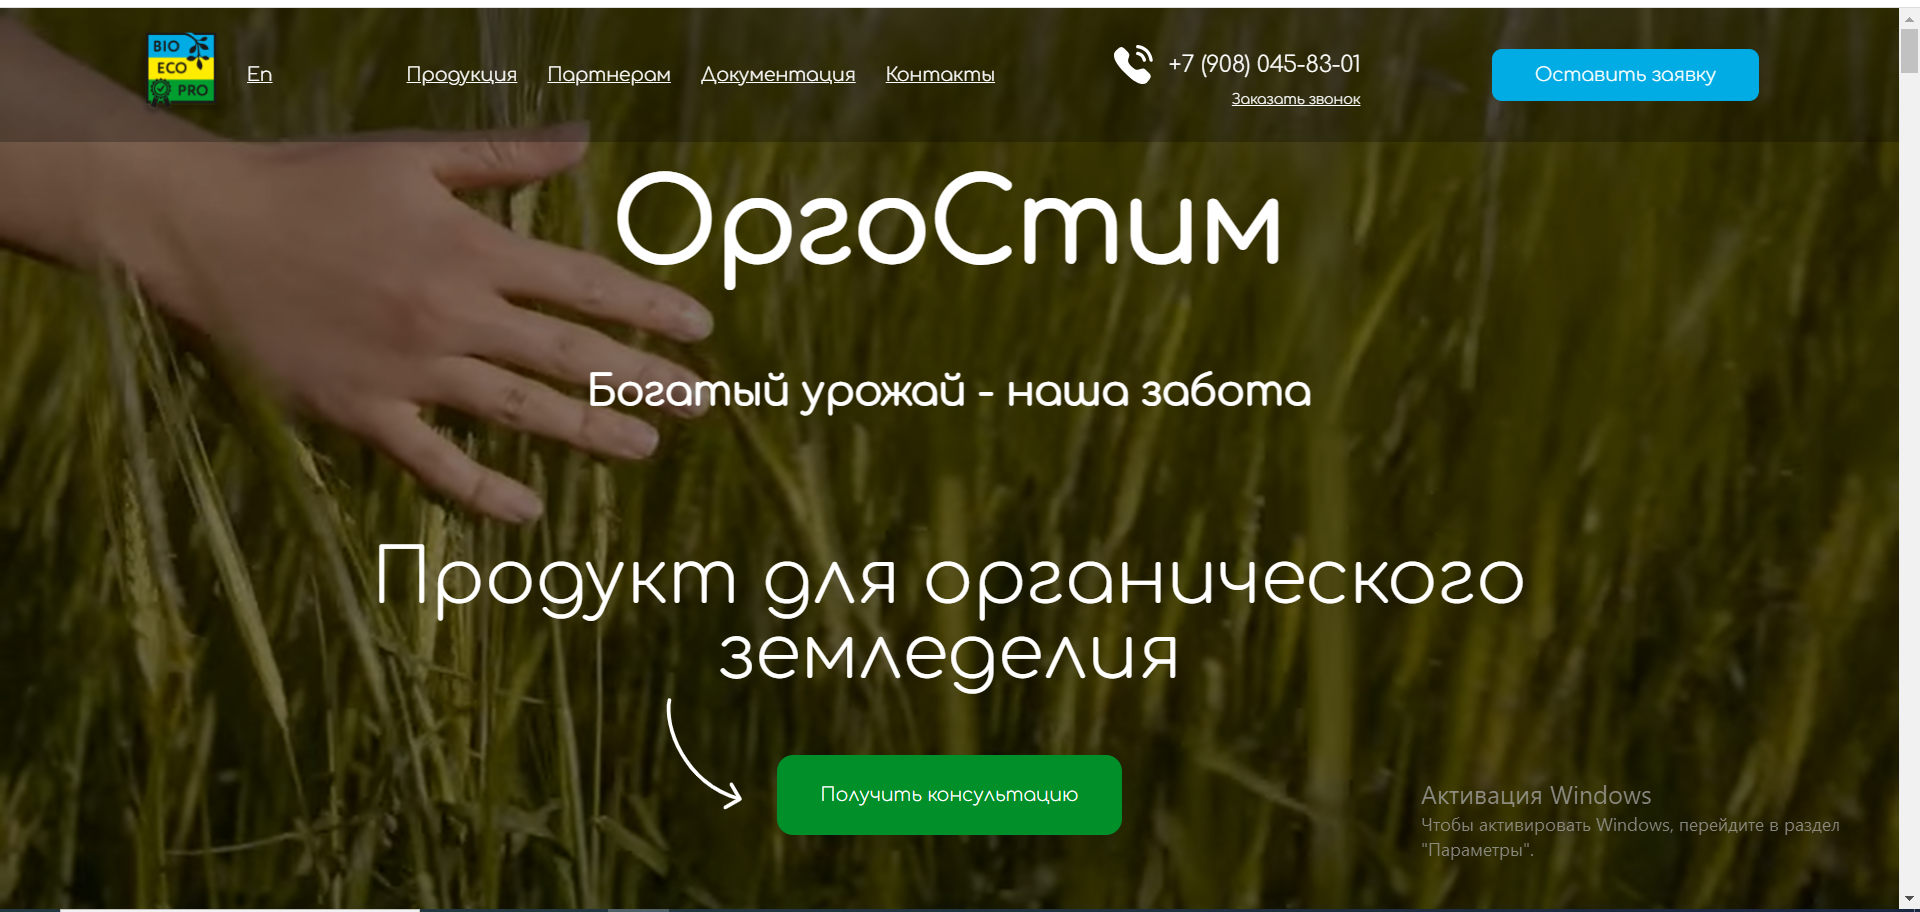 BIO
ECO
PRO
En
Продукция
Партнерам
Документация
Контакты
+7 (908) 045-83-01
Заказать звонок
Оставить заявку
ОргоСтим
Богатый урожай - наша забота
Продукт для органического
земледелия
Получить консультацию
Активация Windows
Чтобы активировать Windows, перейдите в раздел
"Параметры".